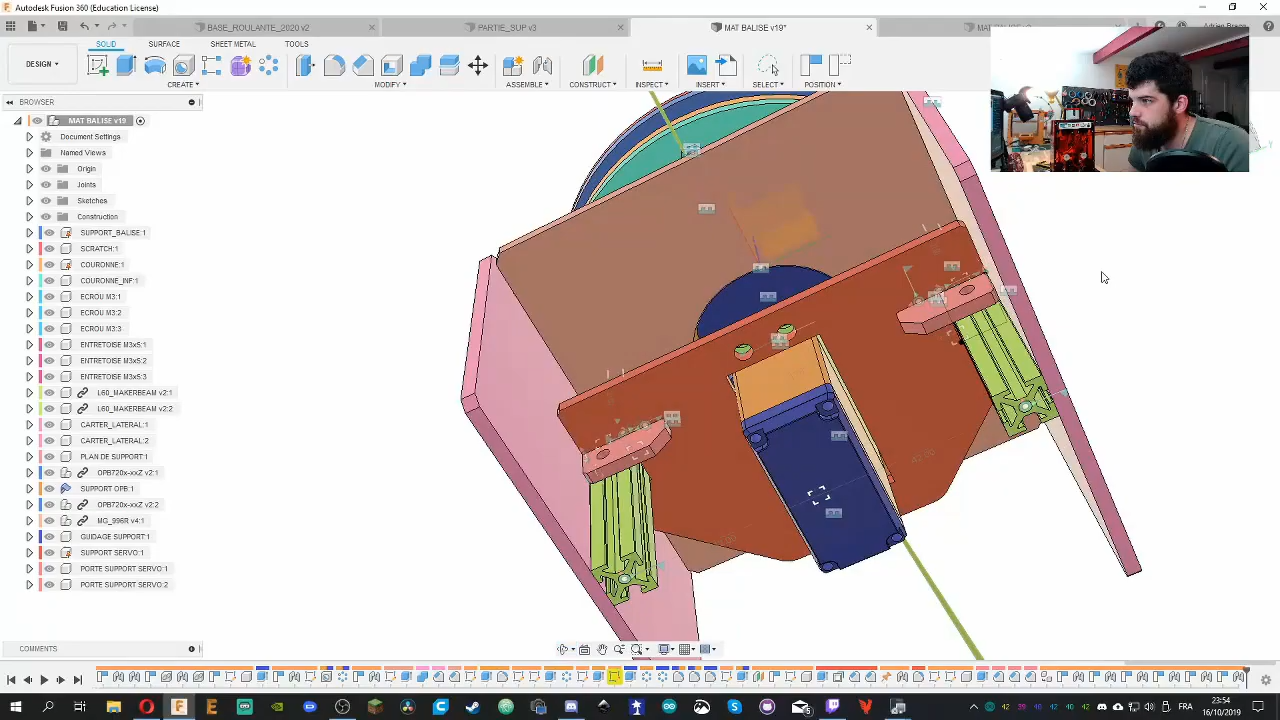 Autodesk Fusion 360 (Education License)
File Edit ?
BASE_ROULANTE_2020 v2
PARTIE_SUP v3
MAT BALISE v19*
SOLID SURFACE SHEET METAL TOOLS
DESIGN
CREATE
MODIFY
ASSEMBLE
CONSTRUCT
INSPECT
INSERT
SELECT
POSITION
BROWSER
MAT BALISE v19
Document Settings
Named Views
Origin
Joints
Sketches
Construction
SUPPORT_BALISE:1
SCRATCH:1
COURONNE:1
COURONNE_INF:1
ECROU M3:1
ECROU M3:2
ECROU M3:3
ENTRETOISE M3x5:1
ENTRETOISE M3x5:2
ENTRETOISE M3x5:3
L60_MAKERBEAM v2:1
L60_MAKERBEAM v2:2
CARTER_LATERAL:1
CARTER_LATERAL:2
PLAN DE SUPPORT:1
OPB720x-xxZ v2:1
SUPPORT OPB:1
OPB720x-xxZ v2:2
MG_996R v4:1
GUIDAGE SUPPORT:1
SUPPORT SERVO:1
PORTE SUPPORT SERVO:1
PORTE SUPPORT SERVO:2
COMMENTS
FRA
23:54
16/10/2019